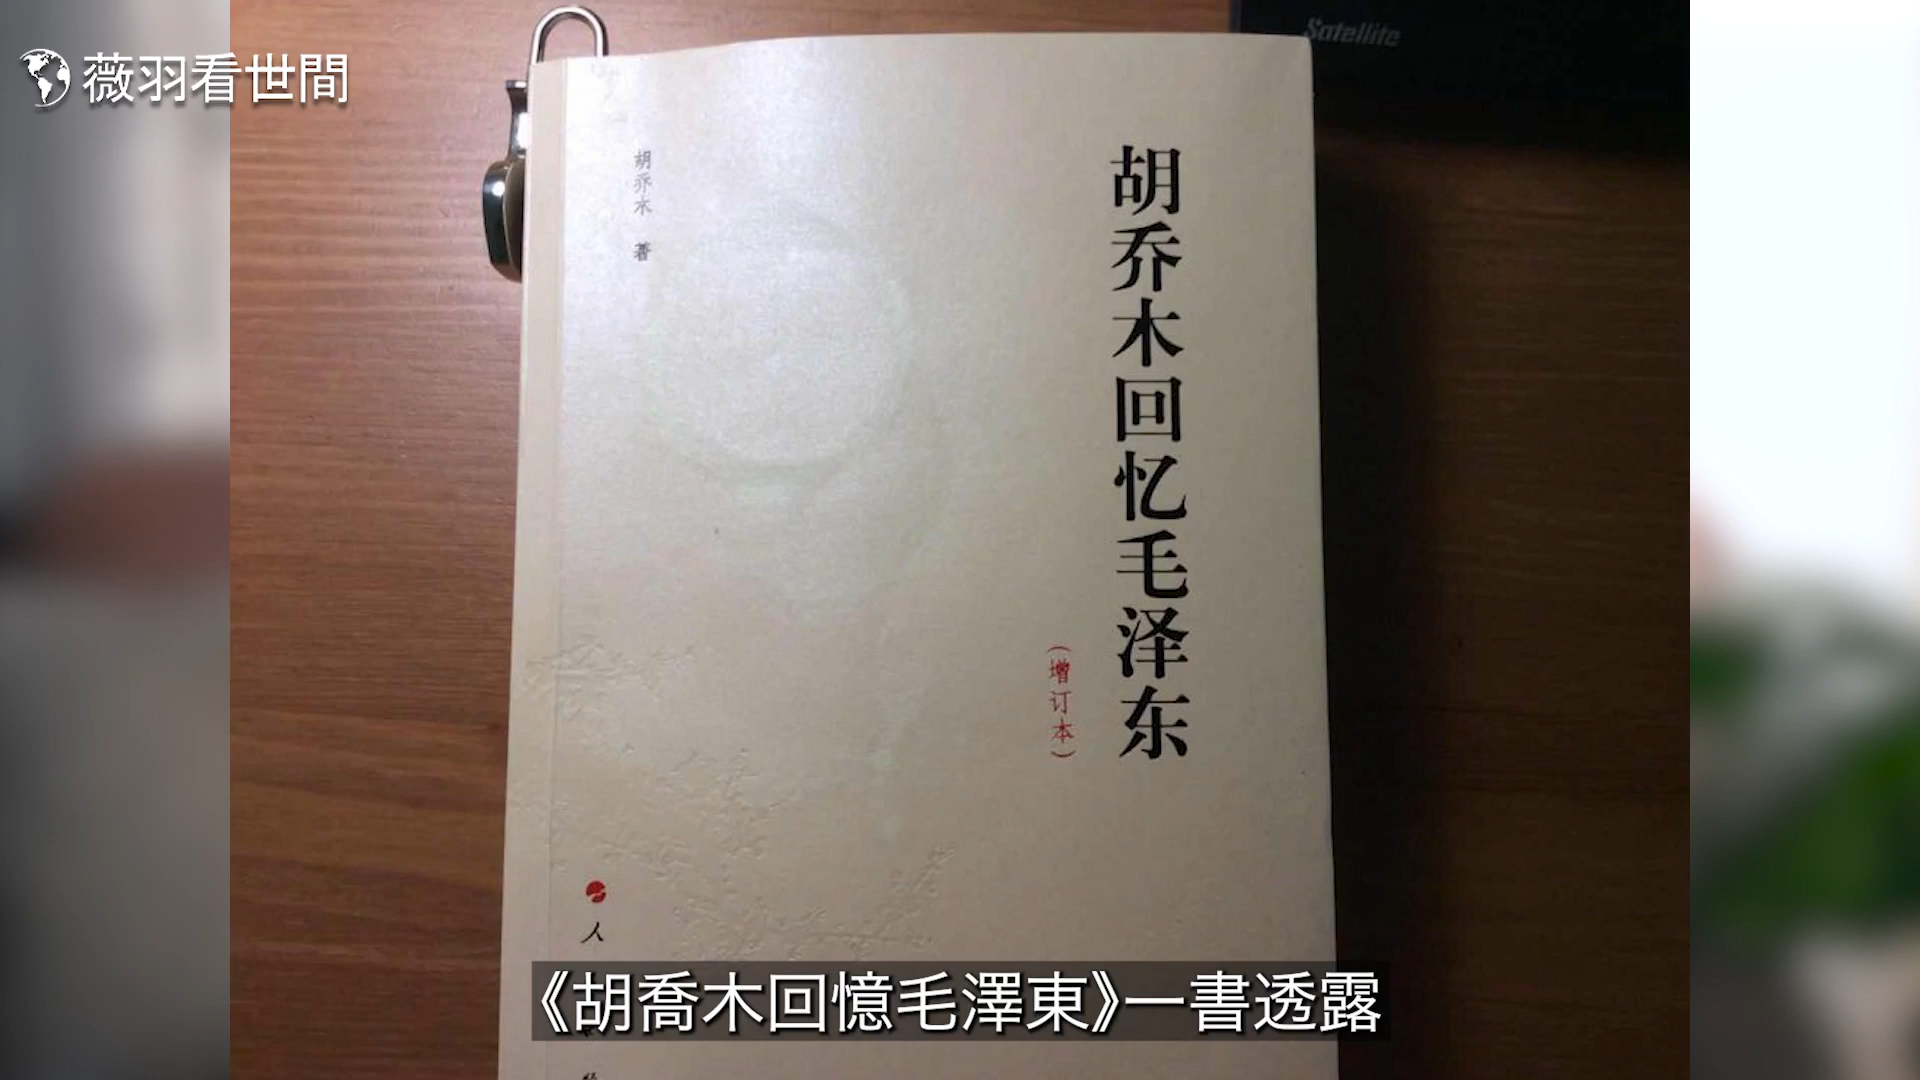 薇羽看世間
Satellite
胡乔木回忆毛泽东
（增订本）
胡乔木 著
人
《胡喬木回憶毛澤東》一書透露